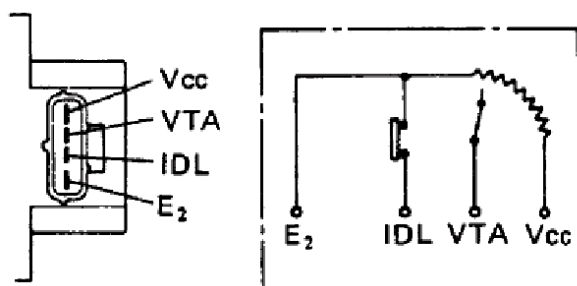 Vcc
VTA
IDL
E₂
E₂ IDL VTA Vcc